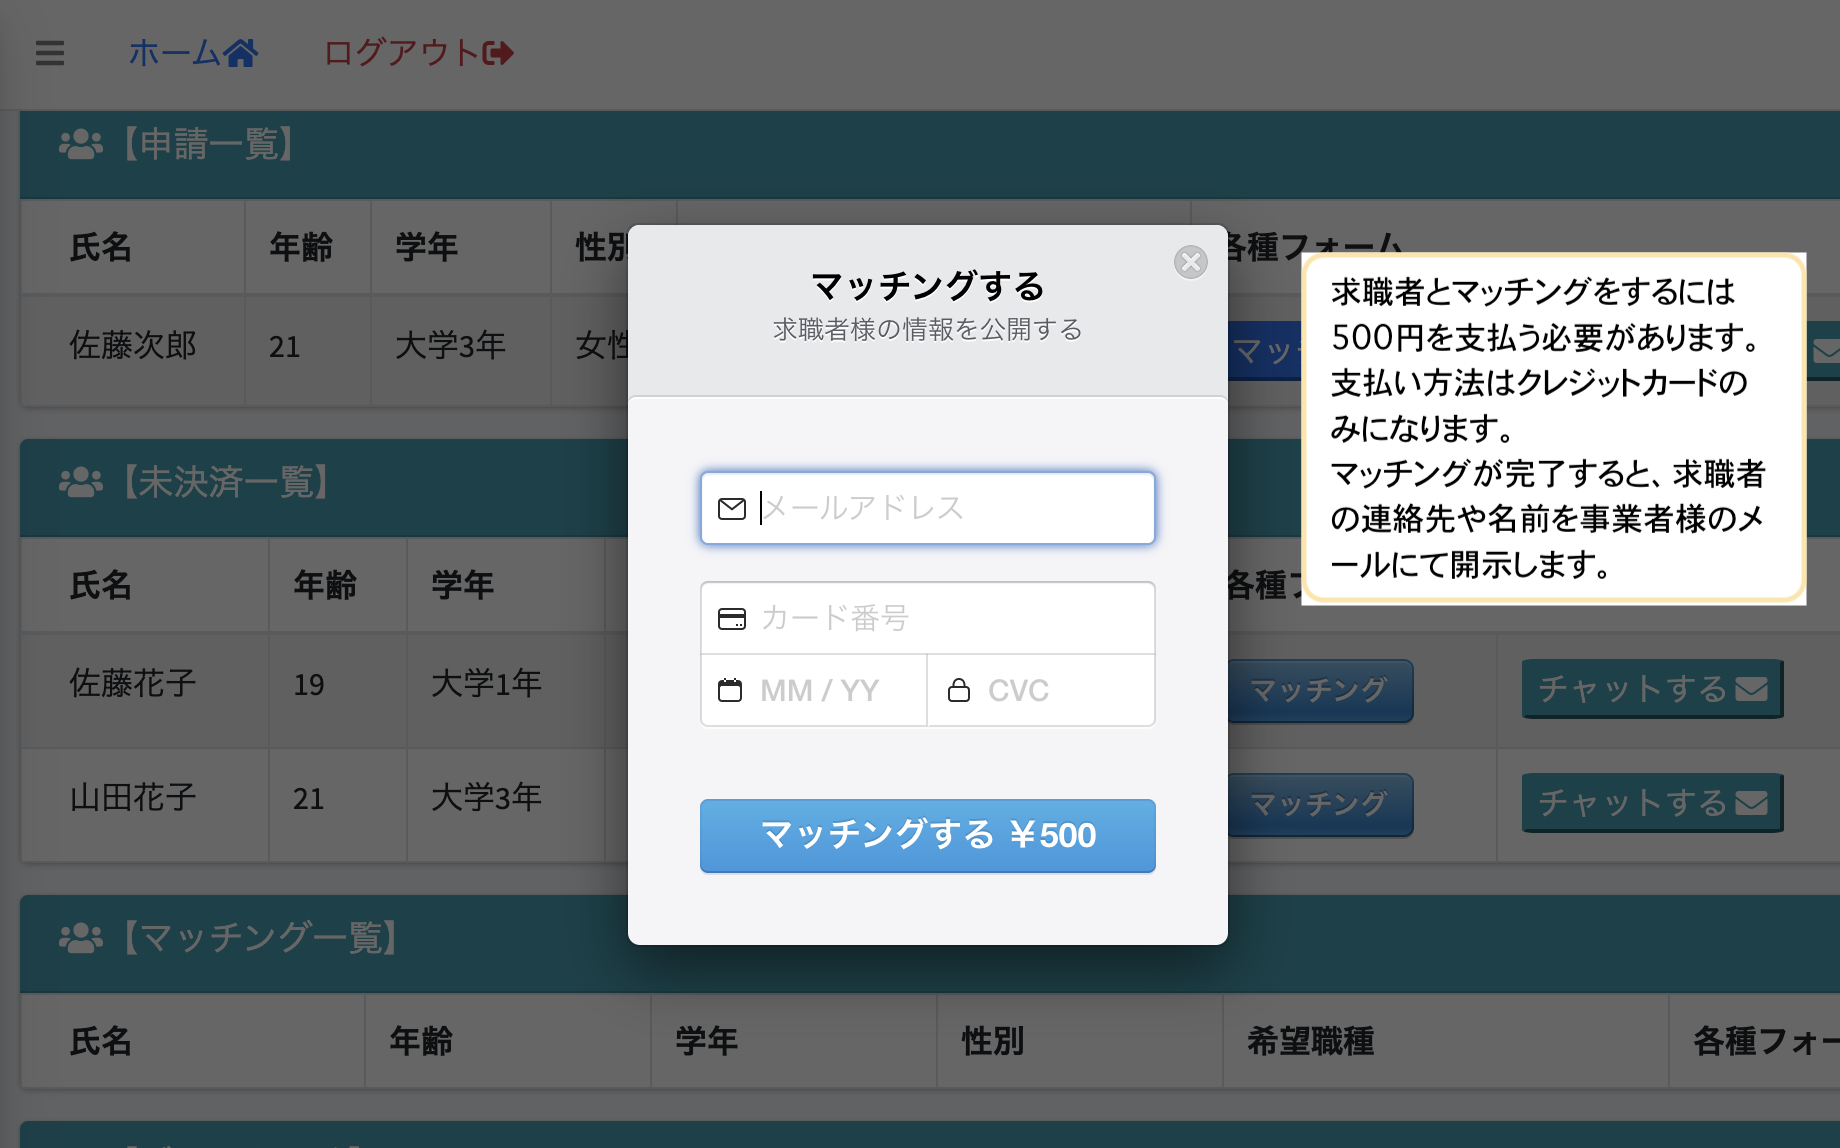 ホーム ログアウト
【申請一覧】
氏名 年齢 学年 性別 各種フォーム
佐藤次郎 21 大学3年 女性 マッチ
【未決済一覧】
氏名 年齢 学年 各種フ
佐藤花子 19 大学1年 マッチング チャットする
山田花子 21 大学3年 マッチング チャットする
【マッチング一覧】
氏名 年齢 学年 性別 希望職種 各種フォー
マッチングする
求職者様の情報を公開する
メールアドレス
カード番号
MM / YY CVC
マッチングする ¥500
求職者とマッチングをするには
500円を支払う必要があります。
支払い方法はクレジットカードの
みになります。
マッチングが完了すると、求職者
の連絡先や名前を事業者様のメ
ールにて開示します。